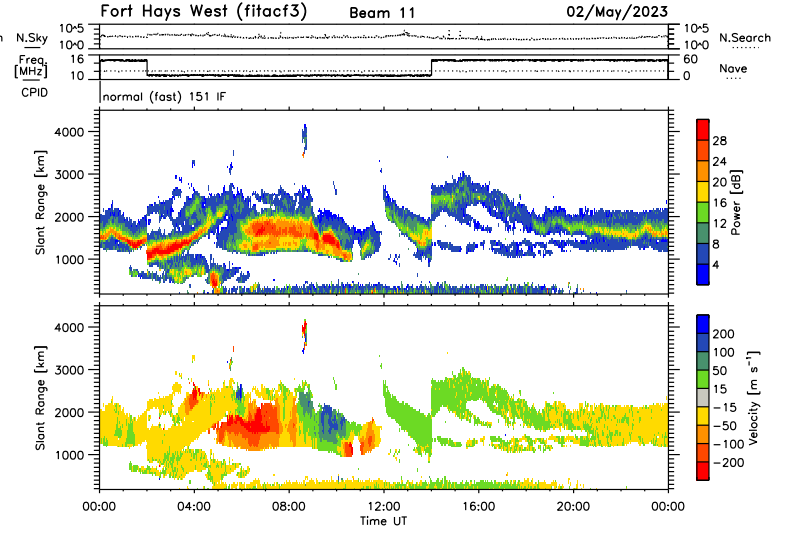 Fort Hays West (fitacf3) Beam 11 02/May/2023
N.Sky 10^5 10^0 10^5 10^0 N.Search
Freq. [MHz] 16 10 60 0 Nave
CPID normal (fast) 151 IF
4000
3000
2000
1000
Slant Range [km]
28
24
20
16
12
8
4
Power [dB]
4000
3000
2000
1000
Slant Range [km]
200
100
50
15
−15
−50
−100
−200
Velocity [m s⁻¹]
00:00 04:00 08:00 12:00 16:00 20:00 00:00
Time UT